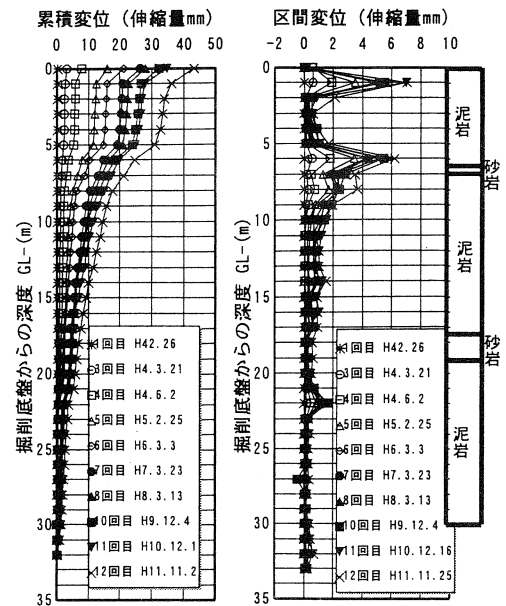 累積変位 (伸縮量mm)
0 10 20 30 40 50
0
5
10
15
20
25
30
35
掘削底盤からの深度 GL-(m)
1回目 H42.26
3回目 H4.3.21
4回目 H4.6.2
5回目 H5.2.25
6回目 H6.3.3
7回目 H7.3.23
8回目 H8.3.13
10回目 H9.12.4
11回目 H10.12.1
12回目 H11.11.2
区間変位 (伸縮量mm)
-2 0 2 4 6 8 10
0
5
10
15
20
25
30
35
掘削底盤からの深度 GL-(m)
1回目 H42.26
3回目 H4.3.21
4回目 H4.6.2
5回目 H5.2.25
6回目 H6.3.3
7回目 H7.3.23
8回目 H8.3.13
10回目 H9.12.4
11回目 H10.12.16
12回目 H11.11.25
泥岩
砂岩
泥岩
砂岩
泥岩